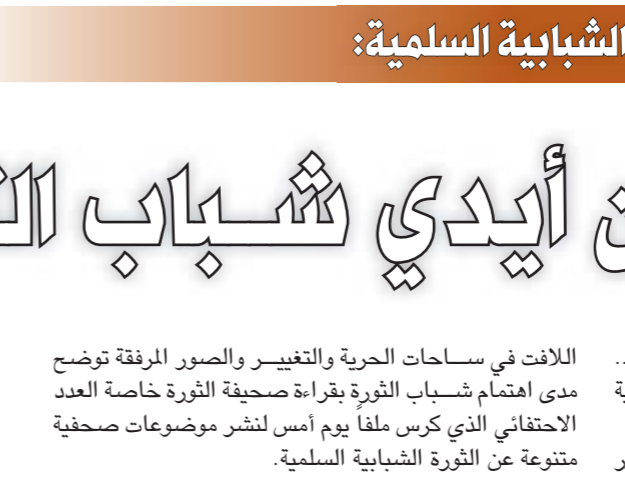 الشبابية السلمية:
أيدي شباب
اللافت في ساحات الحرية والتغيير والصور المرفقة توضح
مدى اهتمام شباب الثورة بقراءة صحيفة الثورة خاصة العدد
الاحتفائي الذي كرس ملفاً يوم أمس لنشر موضوعات صحفية
متنوعة عن الثورة الشبابية السلمية.